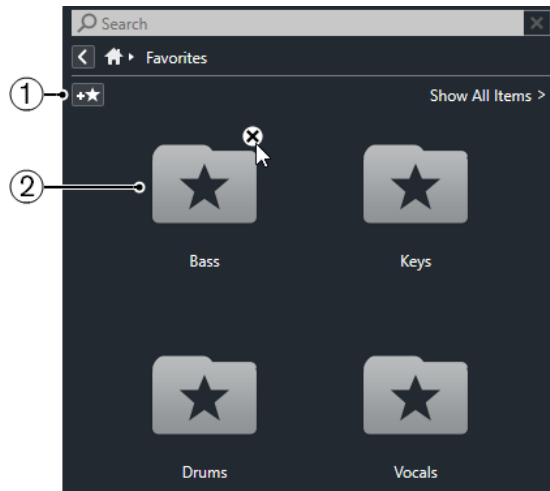 Search
Favorites
1
Show All Items >
2
Bass
Keys
Drums
Vocals